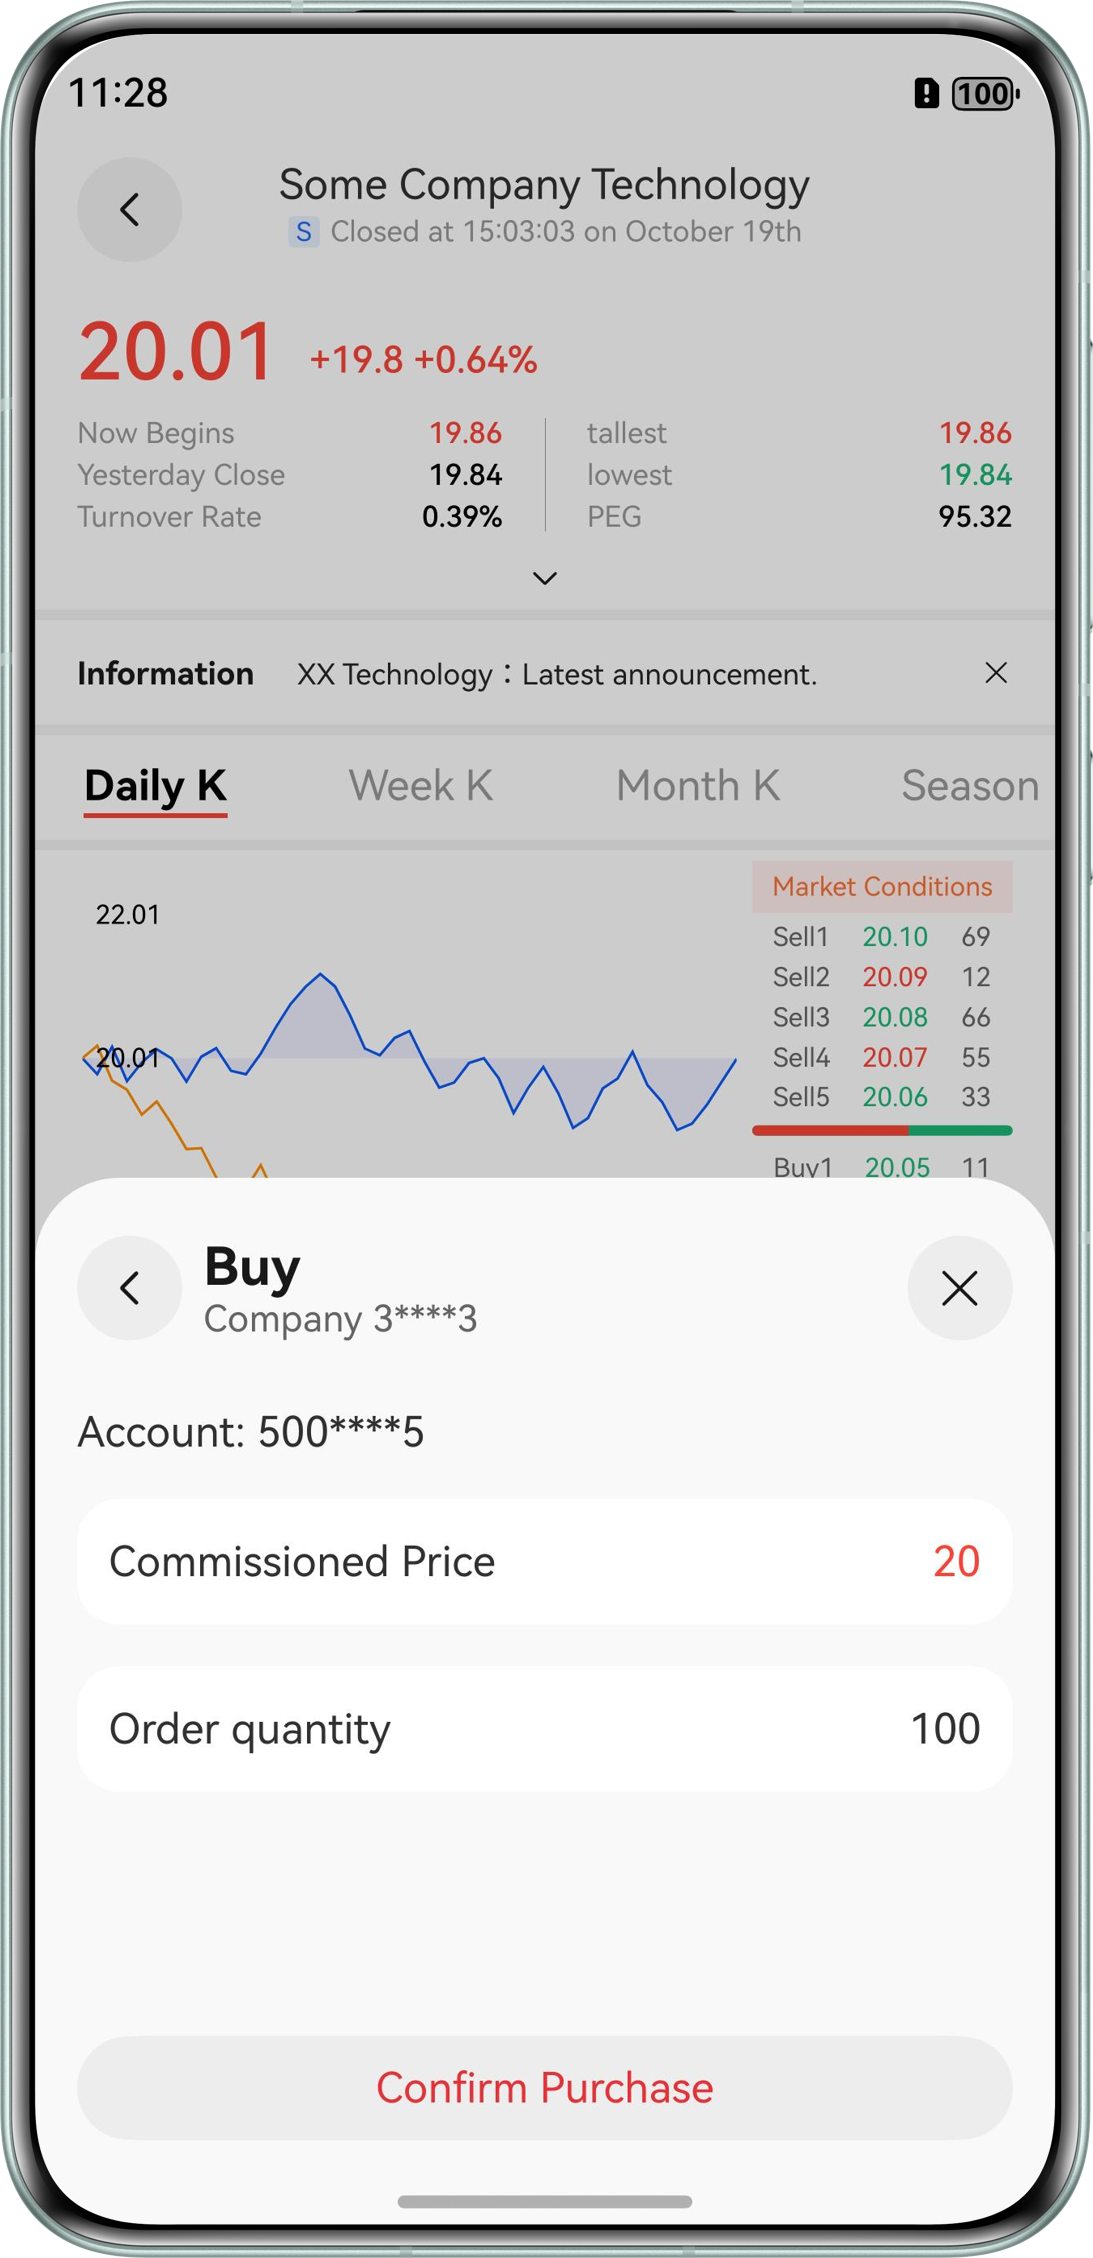 11:28
100
Some Company Technology
S Closed at 15:03:03 on October 19th
20.01 +19.8 +0.64%
Now Begins 19.86 tallest 19.86
Yesterday Close 19.84 lowest 19.84
Turnover Rate 0.39% PEG 95.32
Information XX Technology：Latest announcement.
Daily K Week K Month K Season
Market Conditions
22.01
Sell1 20.10 69
Sell2 20.09 12
Sell3 20.08 66
20.01
Sell4 20.07 55
Sell5 20.06 33
Buy1 20.05 11
Buy
Company 3****3
Account: 500****5
Commissioned Price 20
Order quantity 100
Confirm Purchase